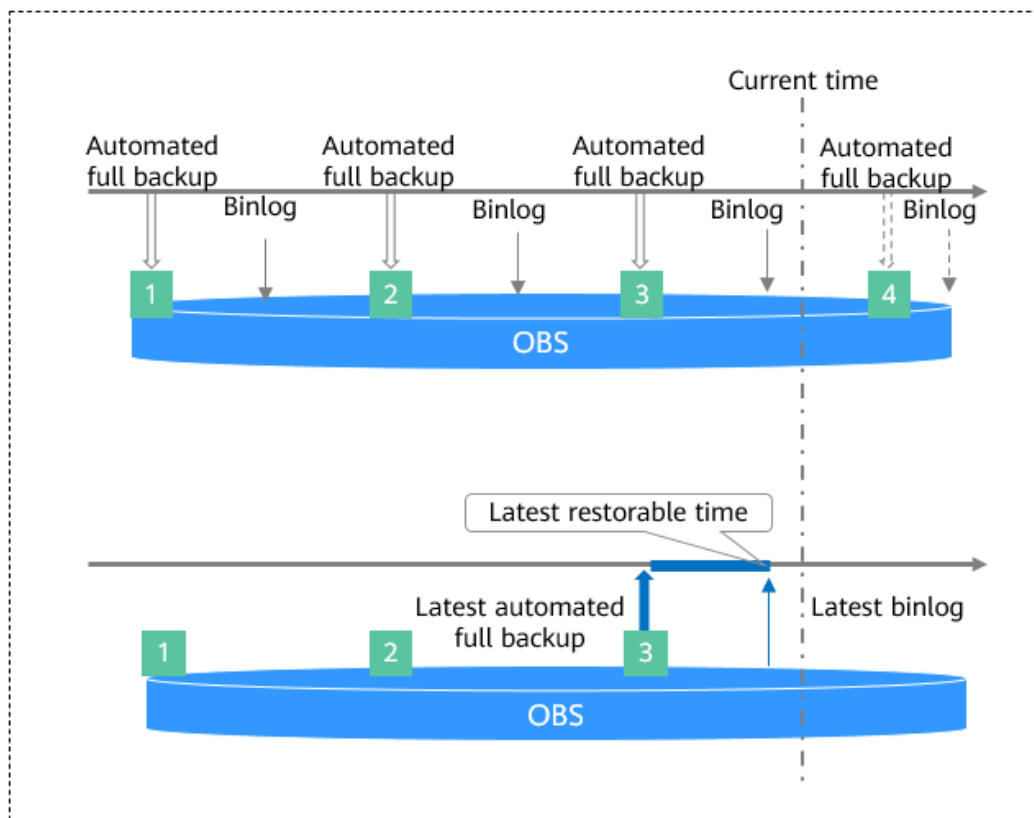 Current time
Automated
full backup
Automated
full backup
Automated
full backup
Automated
full backup
Binlog
Binlog
Binlog
Binlog
1
2
3
4
OBS
Latest restorable time
Latest automated
full backup
Latest binlog
1
2
3
OBS